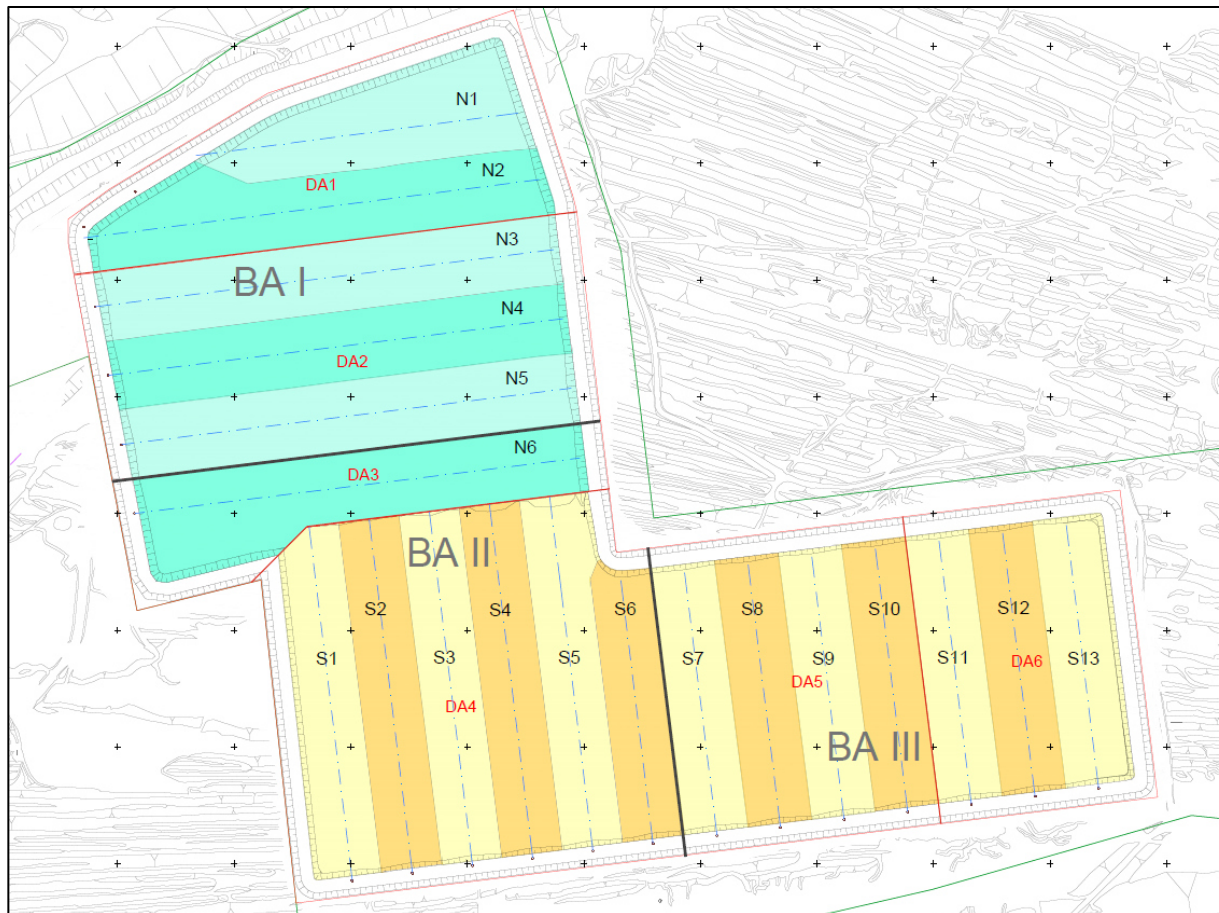 N1
N2
DA1
N3
BA I
N4
DA2
N5
N6
DA3
BA II
S2
S4
S6
S8
S10
S12
S1
S3
S5
S7
S9
S11
S13
DA4
DA5
DA6
BA III